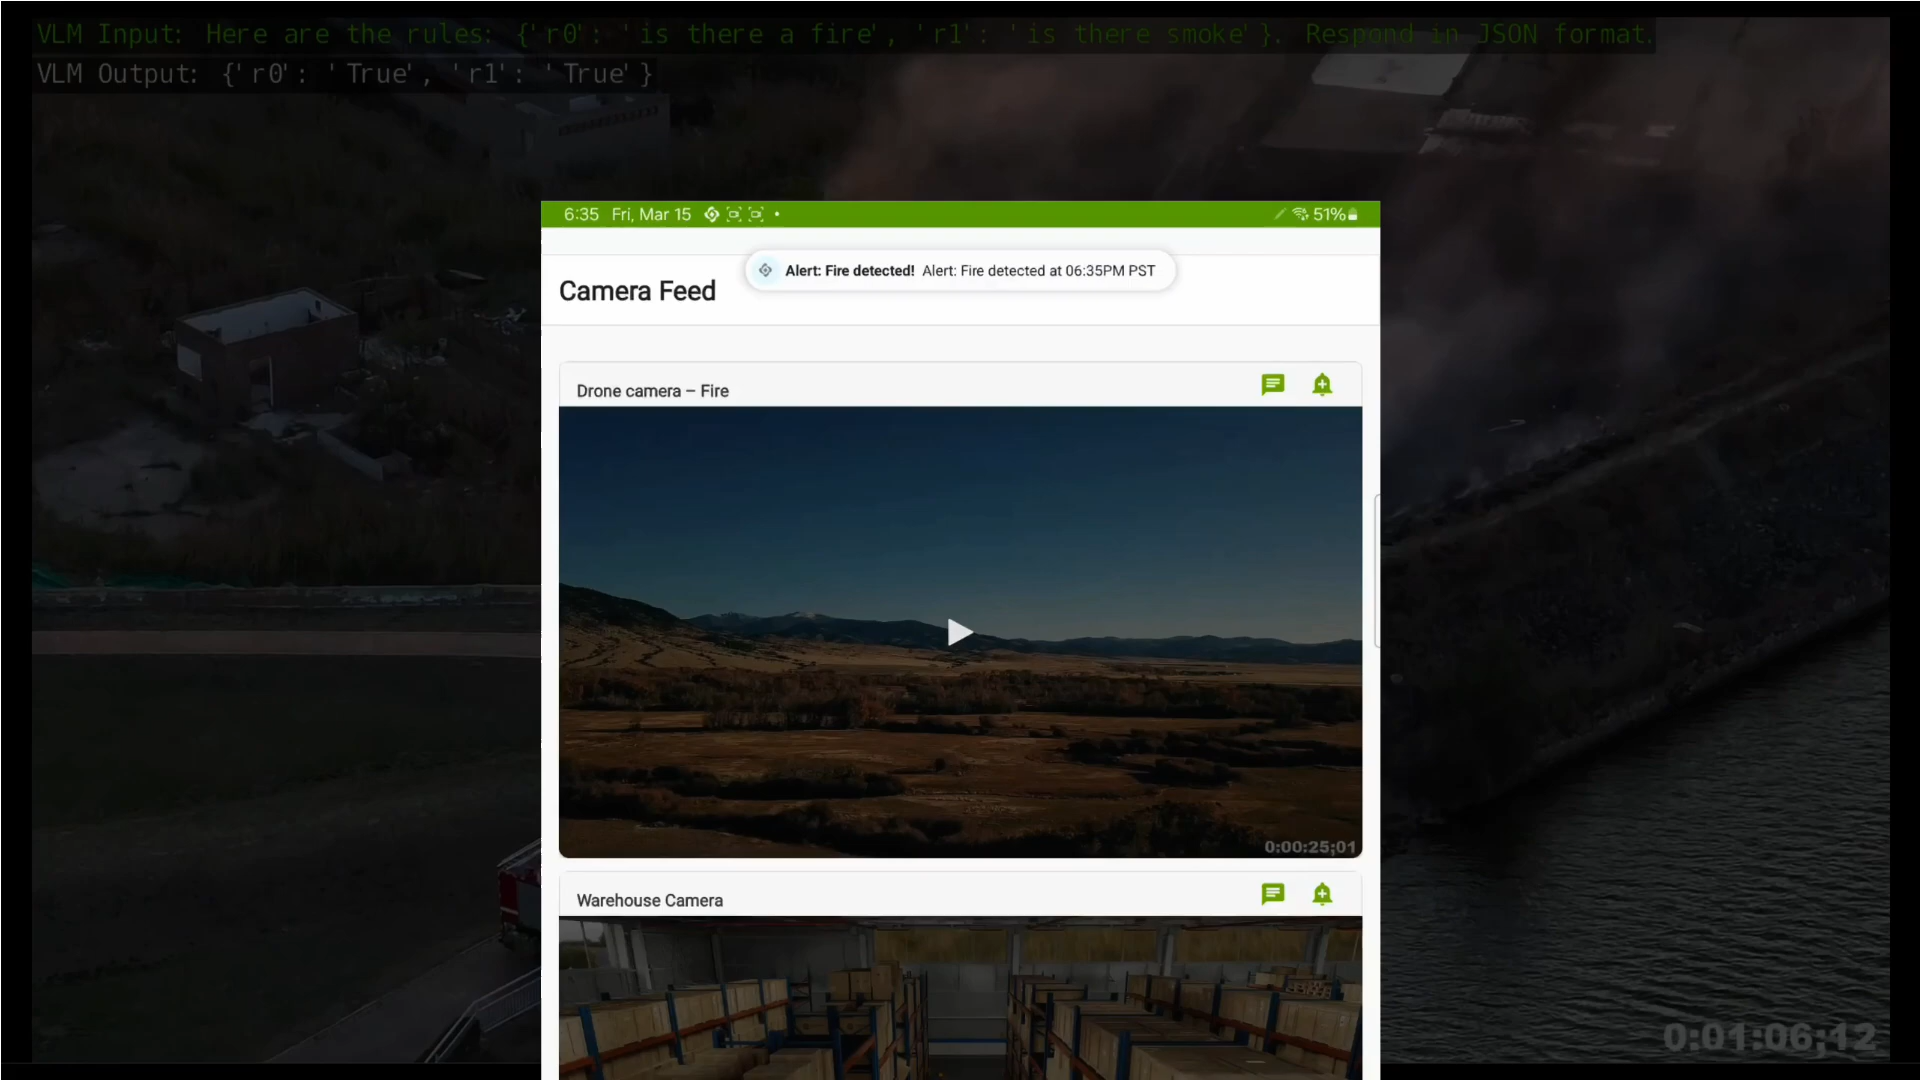 VLM Input: Here are the rules: {'r0': 'is there a fire', 'r1': 'is there smoke'}. Respond in JSON format.
VLM Output: {'r0': 'True', 'r1': 'True'}
6:35 Fri, Mar 15
51%
Alert: Fire detected! Alert: Fire detected at 06:35PM PST
Camera Feed
Drone camera – Fire
0:00:25;01
Warehouse Camera
0:01:06;12